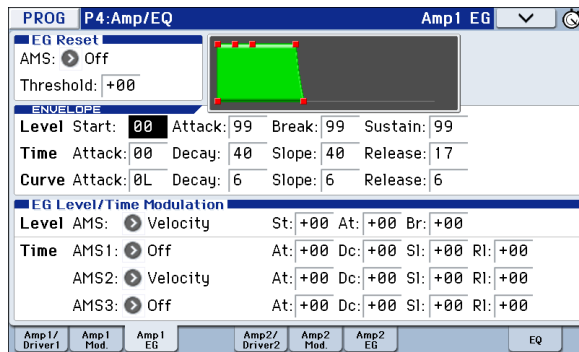 PROG P4:Amp/EQ Amp1 EG
EG Reset
AMS: Off
Threshold: +00
ENVELOPE
Level Start: 00 Attack: 99 Break: 99 Sustain: 99
Time Attack: 00 Decay: 40 Slope: 40 Release: 17
Curve Attack: 0L Decay: 6 Slope: 6 Release: 6
EG Level/Time Modulation
Level AMS: Velocity St: +00 At: +00 Br: +00
Time AMS1: Off At: +00 Dc: +00 Sl: +00 Rl: +00
AMS2: Velocity At: +00 Dc: +00 Sl: +00 Rl: +00
AMS3: Off At: +00 Dc: +00 Sl: +00 Rl: +00
Amp1/ Driver1 Amp1 Mod. Amp1 EG Amp2/ Driver2 Amp2 Mod. Amp2 EG EQ